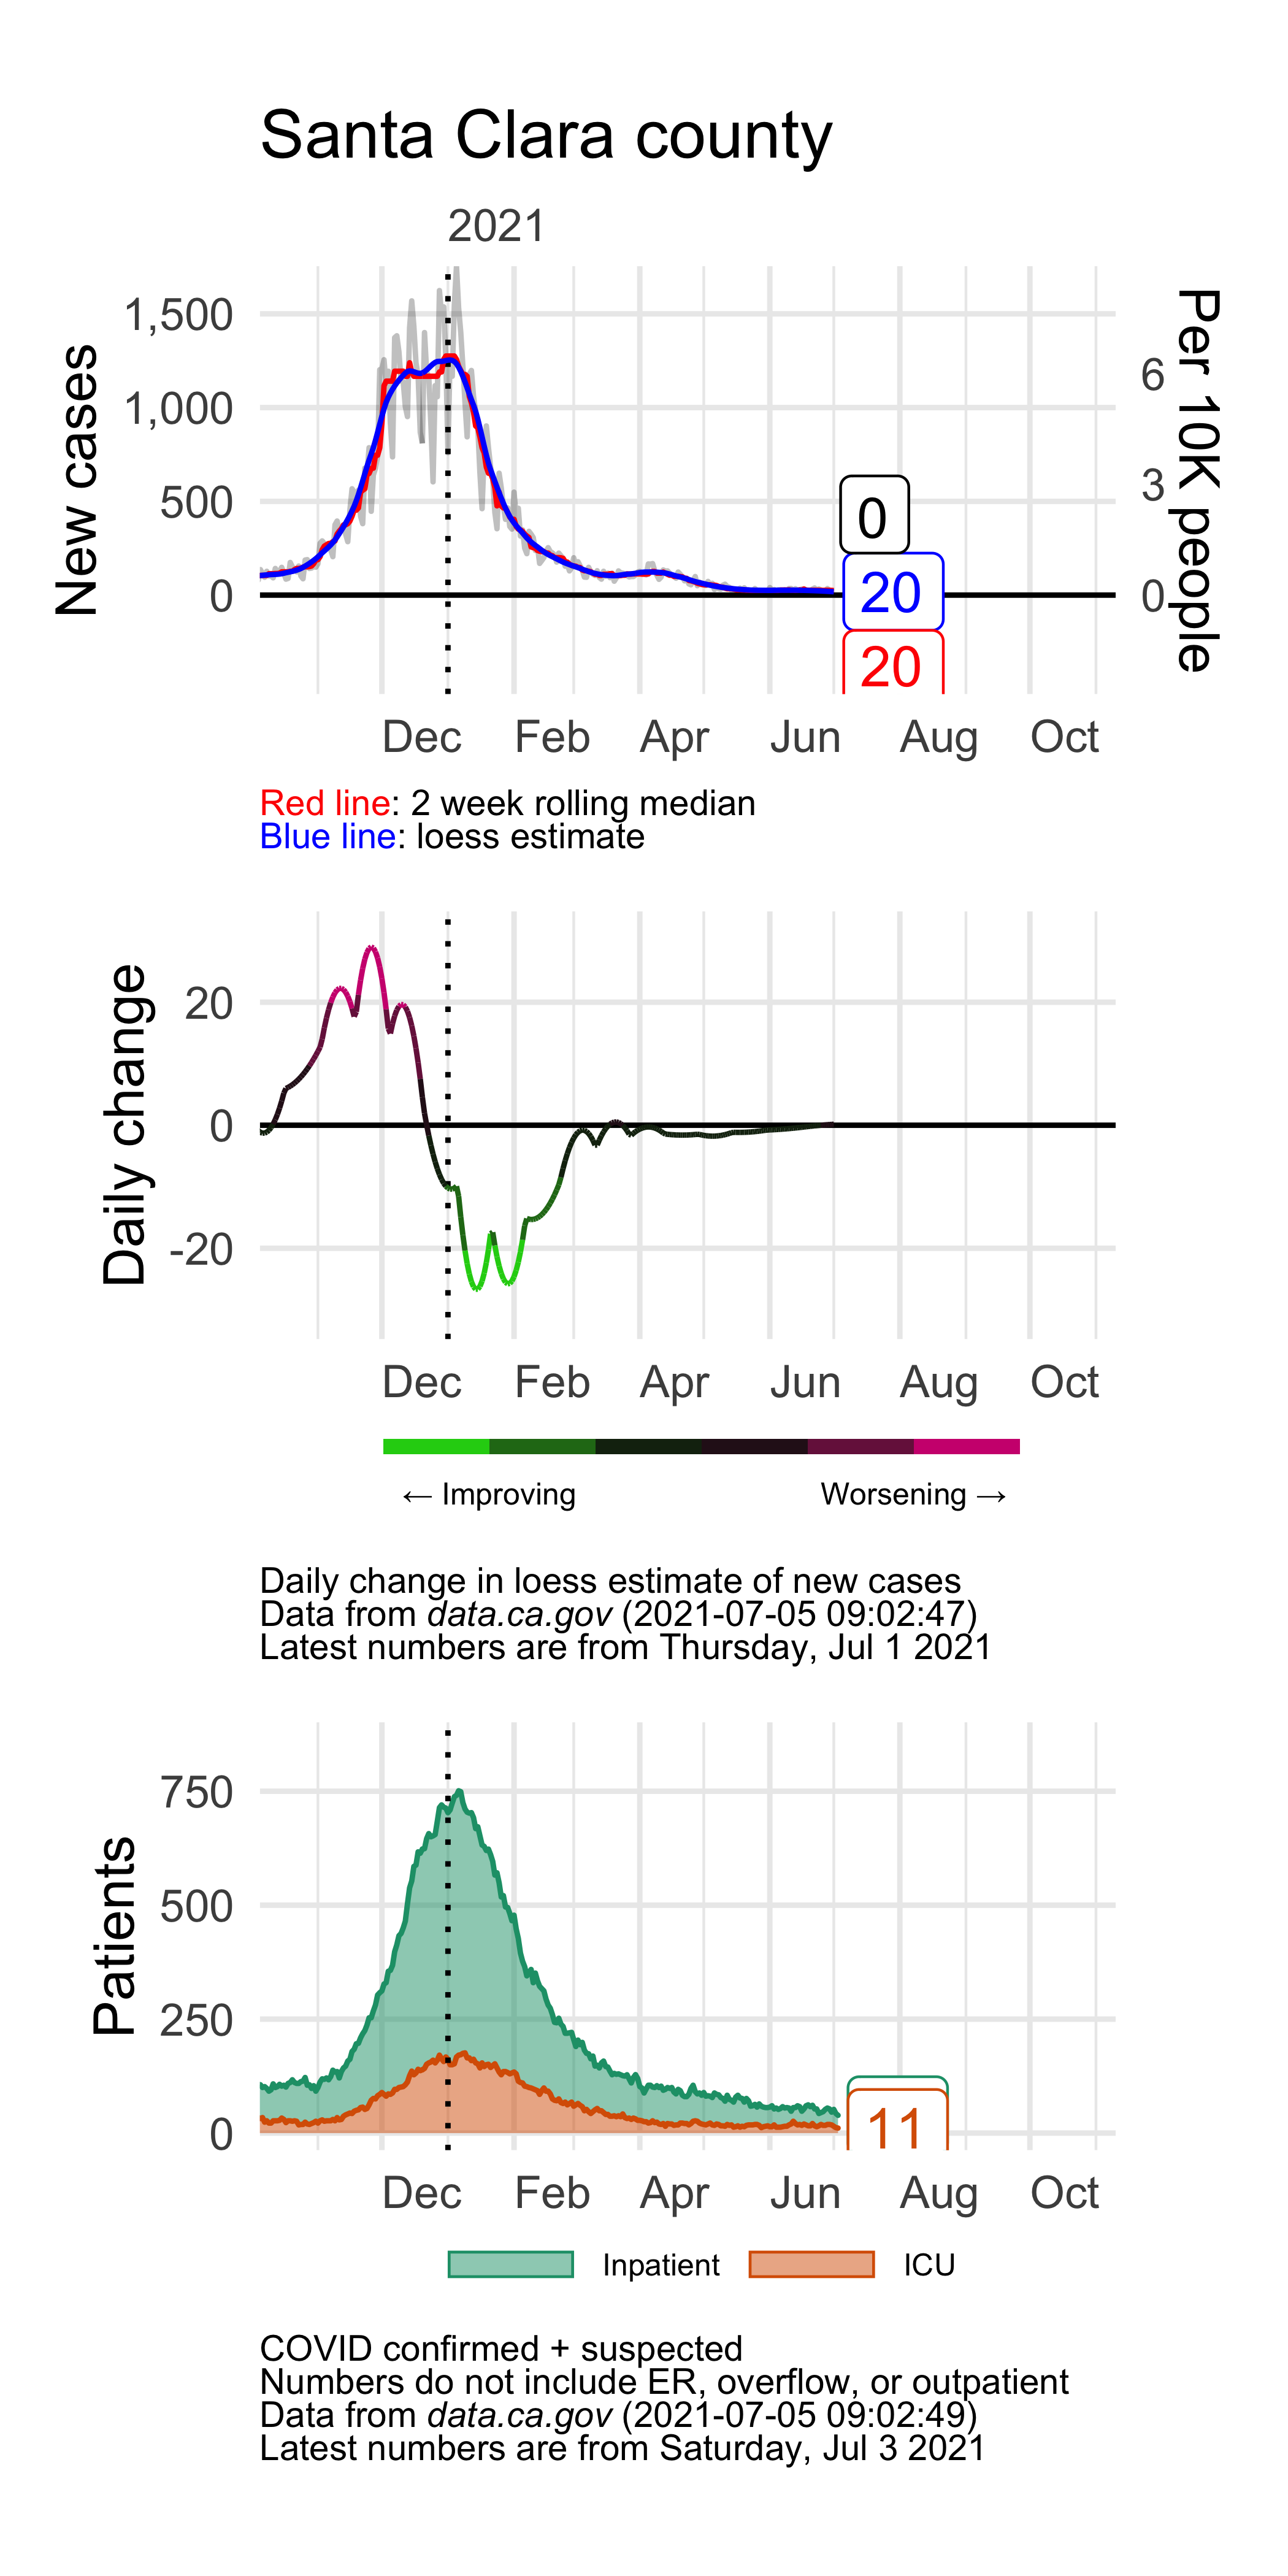 Santa Clara county
2021
New cases
1,500
1,000
500
0
Per 10K people
6
3
0
0
20
20
Dec Feb Apr Jun Aug Oct
Red line: 2 week rolling median
Blue line: loess estimate
Daily change
20
0
-20
Dec Feb Apr Jun Aug Oct
← Improving Worsening →
Daily change in loess estimate of new cases
Data from data.ca.gov (2021-07-05 09:02:47)
Latest numbers are from Thursday, Jul 1 2021
Patients
750
500
250
0
11
Dec Feb Apr Jun Aug Oct
Inpatient ICU
COVID confirmed + suspected
Numbers do not include ER, overflow, or outpatient
Data from data.ca.gov (2021-07-05 09:02:49)
Latest numbers are from Saturday, Jul 3 2021